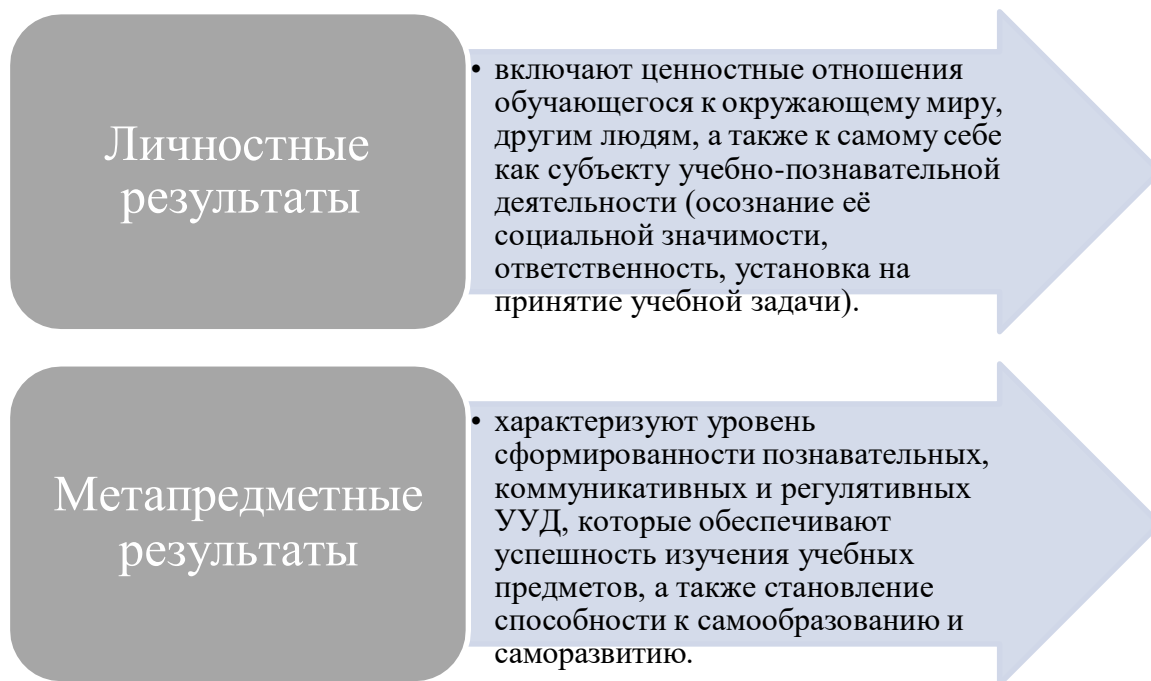 Личностные
результаты
• включают ценностные отношения
обучающегося к окружающему миру,
другим людям, а также к самому себе
как субъекту учебно-познавательной
деятельности (осознание её
социальной значимости,
ответственность, установка на
принятие учебной задачи).
Метапредметные
результаты
• характеризуют уровень
сформированности познавательных,
коммуникативных и регулятивных
УУД, которые обеспечивают
успешность изучения учебных
предметов, а также становление
способности к самообразованию и
саморазвитию.